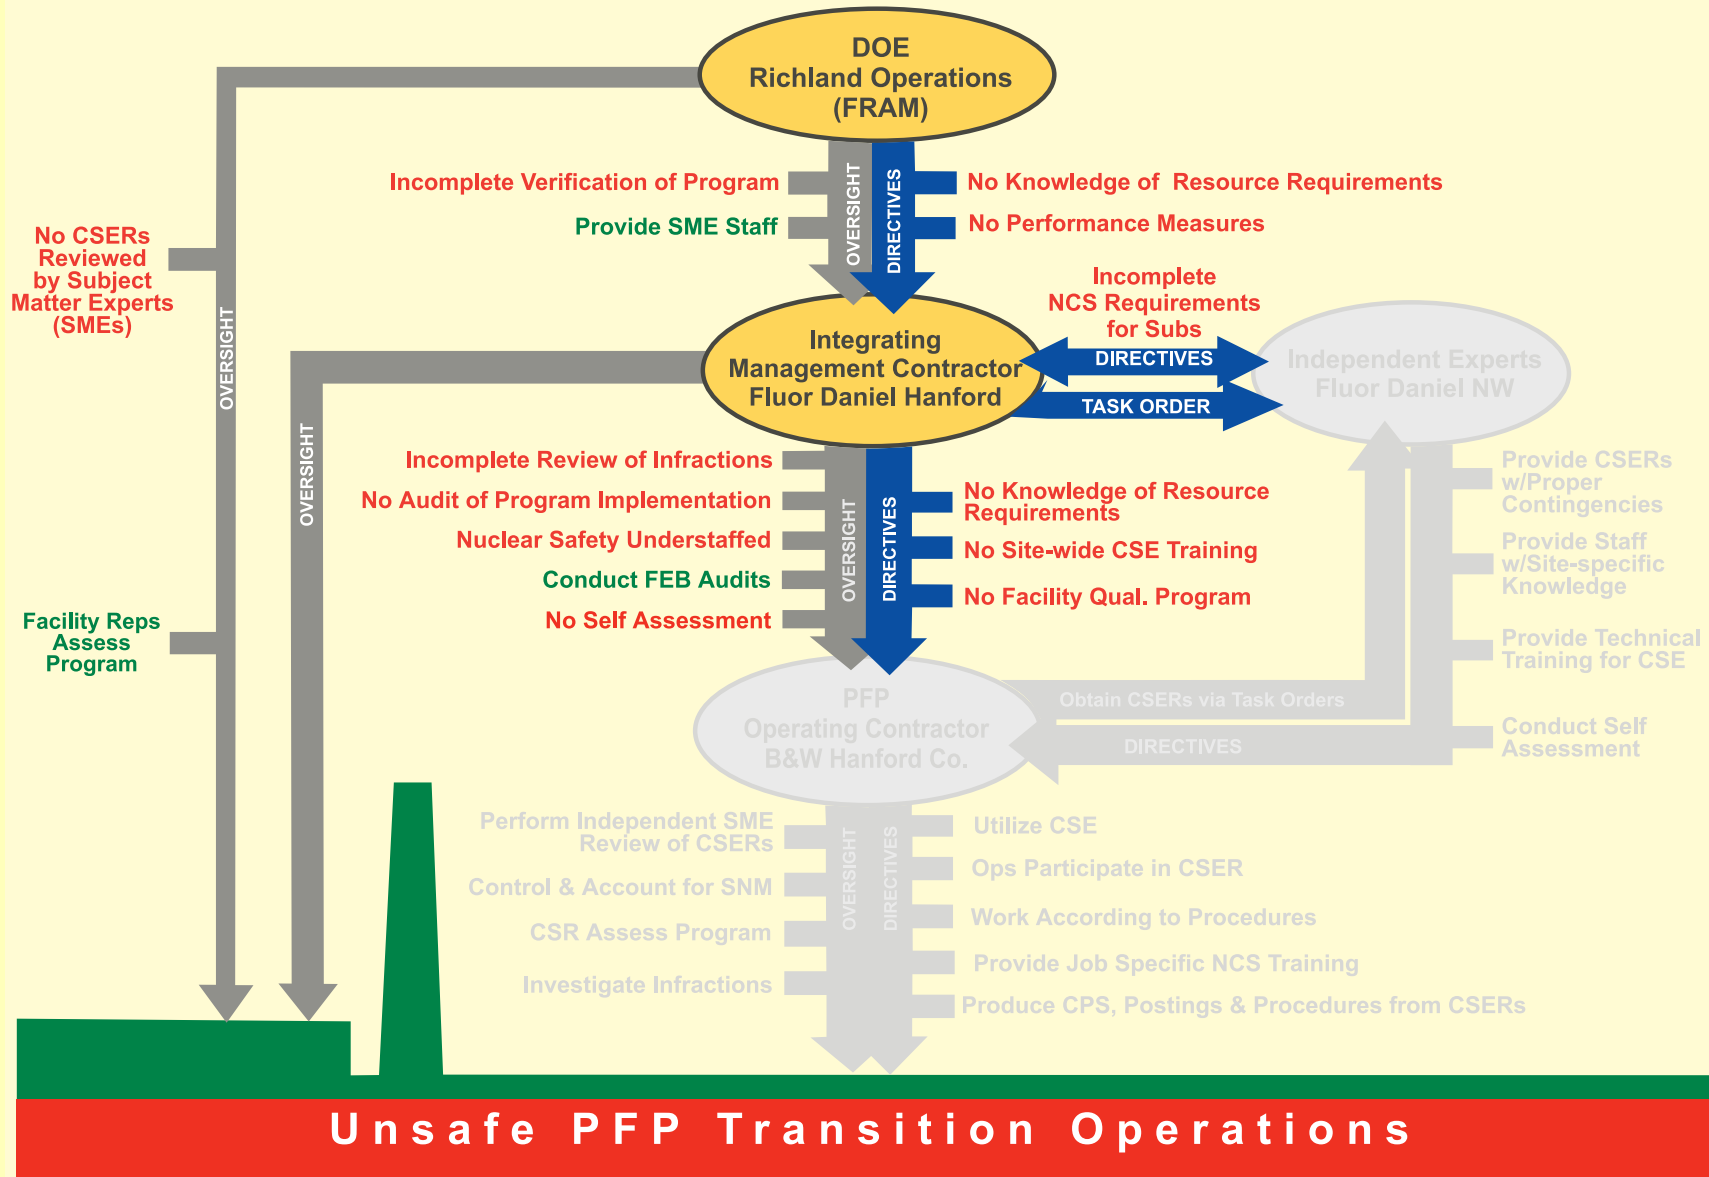 DOE
Richland Operations
(FRAM)
Incomplete Verification of Program
Provide SME Staff
OVERSIGHT
DIRECTIVES
No Knowledge of  Resource Requirements
No Performance Measures
No CSERs
Reviewed
by Subject
Matter Experts
(SMEs)
OVERSIGHT
Facility Reps
Assess
Program
OVERSIGHT
Integrating
Management Contractor
Fluor Daniel Hanford
Incomplete
NCS Requirements
for Subs
DIRECTIVES
TASK ORDER
Independent Experts
Fluor Daniel NW
Incomplete Review of Infractions
No Audit of Program Implementation
Nuclear Safety Understaffed
Conduct FEB Audits
No Self Assessment
OVERSIGHT
DIRECTIVES
No Knowledge of Resource
Requirements
No Site-wide CSE Training
No Facility Qual. Program
Provide CSERs
w/Proper
Contingencies
Provide Staff
w/Site-specific
Knowledge
Provide Technical
Training for CSE
Conduct Self
Assessment
PFP
Operating Contractor
B&W Hanford Co.
Obtain CSERs via Task Orders
DIRECTIVES
Perform Independent SME
Review of CSERs
Control & Account for SNM
CSR Assess Program
Investigate Infractions
OVERSIGHT
DIRECTIVES
Utilize CSE
Ops Participate in CSER
Work According to Procedures
Provide Job Specific NCS Training
Produce CPS, Postings & Procedures from CSERs
Unsafe PFP Transition Operations